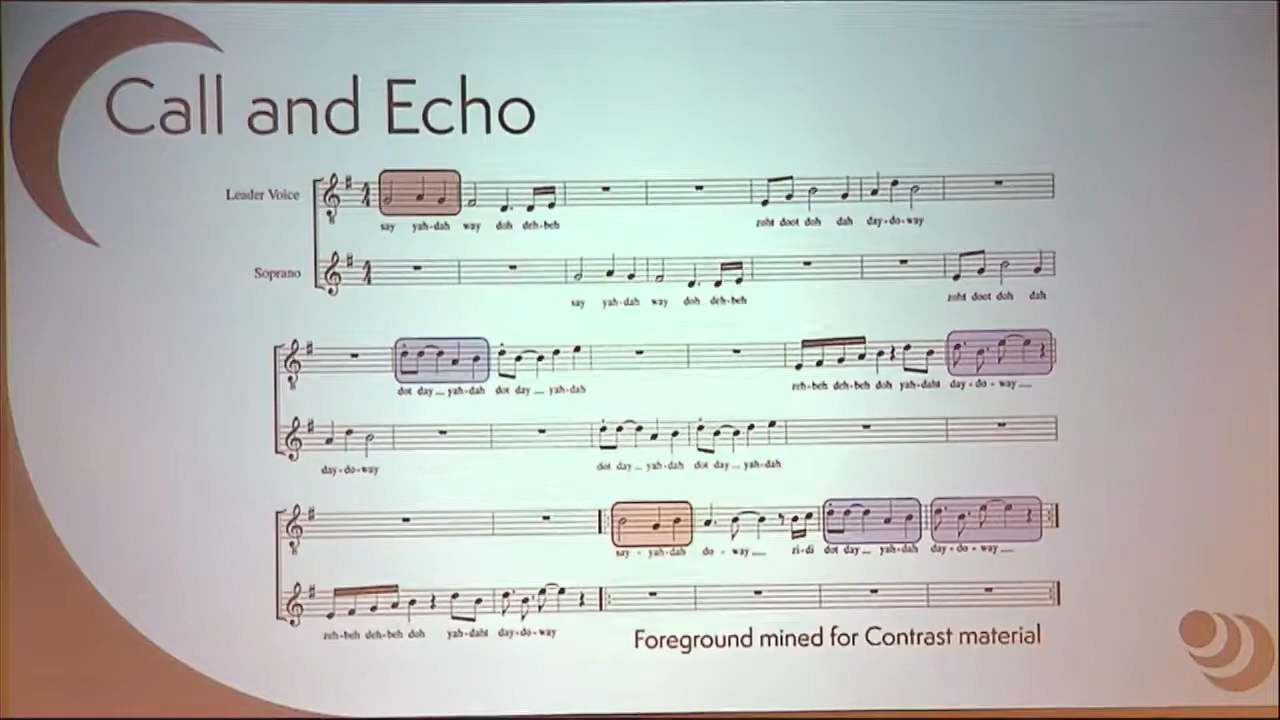 Call and Echo
Leader Voice
say yah-dah way doh deh-beh
zoht doot doh dah day-do-way
Soprano
say yah-dah way doh deh-beh
zoht doot doh dah
dot day yah-dah dot day yah-dah
zeh-beh deh-beh doh yah-daht day-do-way
day-do-way
dot day yah-dah dot day yah-dah
say - yah-dah do - way zi-di dot day yah-dah day-do-way
zeh-beh deh-beh doh yah-daht day-do-way
Foreground mined for Contrast material